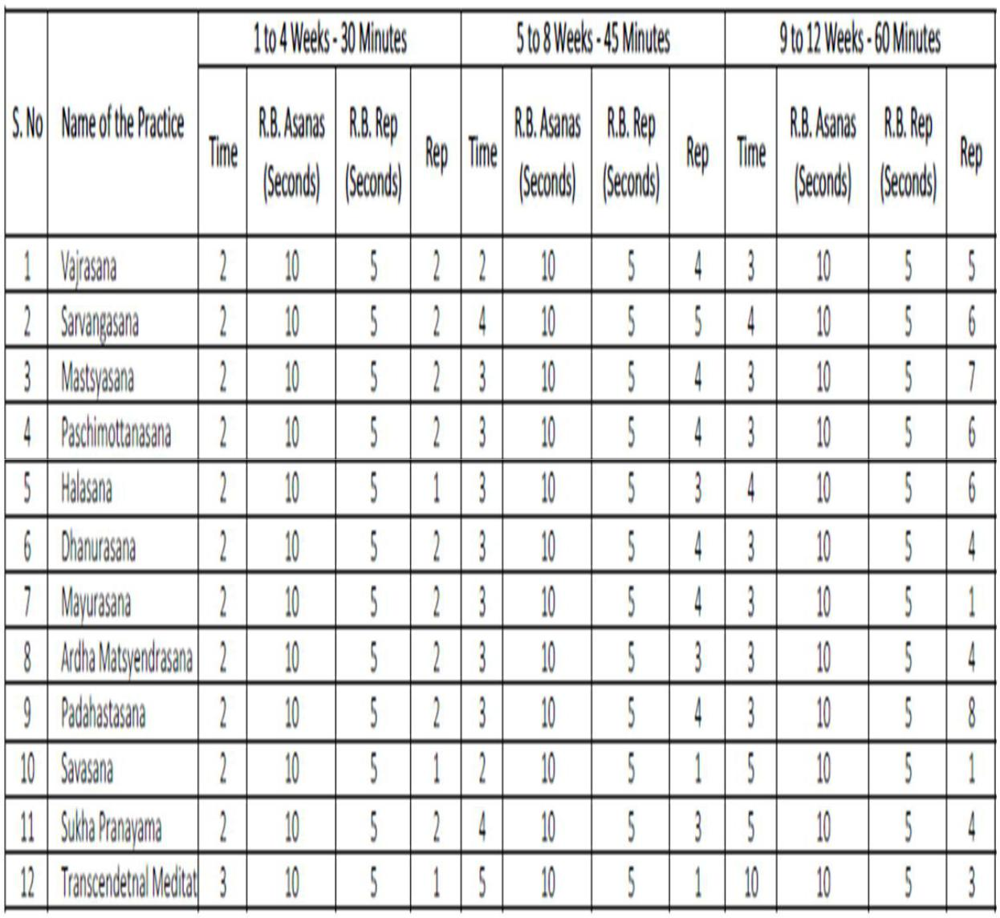 1 to 4 Weeks - 30 Minutes 5 to 8 Weeks - 45 Minutes 9 to 12 Weeks - 60 Minutes
S. No Name of the Practice Time R.B. Asanas (Seconds) R.B. Rep (Seconds) Rep Time R.B. Asanas (Seconds) R.B. Rep (Seconds) Rep Time R.B. Asanas (Seconds) R.B. Rep (Seconds) Rep
1 Vajrasana 2 10 5 2 2 10 5 4 3 10 5 5
2 Sarvangasana 2 10 5 2 4 10 5 5 4 10 5 6
3 Mastsyasana 2 10 5 2 3 10 5 4 3 10 5 7
4 Paschimottanasana 2 10 5 2 3 10 5 4 3 10 5 6
5 Halasana 2 10 5 1 3 10 5 3 4 10 5 6
6 Dhanurasana 2 10 5 2 3 10 5 4 3 10 5 4
7 Mayurasana 2 10 5 2 3 10 5 4 3 10 5 1
8 Ardha Matsyendrasana 2 10 5 2 3 10 5 3 3 10 5 4
9 Padahastasana 2 10 5 2 3 10 5 4 3 10 5 8
10 Savasana 2 10 5 1 2 10 5 1 5 10 5 1
11 Sukha Pranayama 2 10 5 2 4 10 5 3 5 10 5 4
12 Transcendetnal Meditat 3 10 5 1 5 10 5 1 10 10 5 3